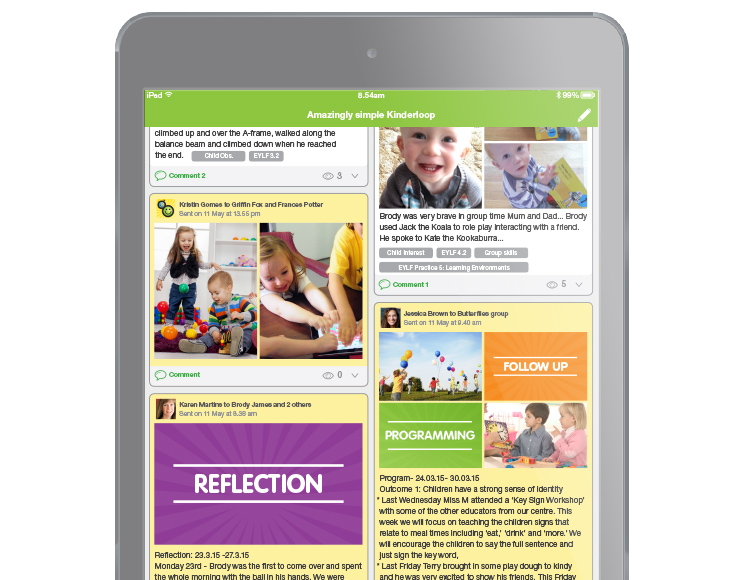 iPad
8.54am
99%
Amazingly simple Kinderloop
climbed up and over the A-frame, walked along the
balance beam and climbed down when he reached
the end.
Child Obs.
EYLF 3.2
Comment 2
3
Kristin Gomes to Griffin Fox and Frances Potter
Sent on 11 May at 13.55 pm
Comment
0
Karen Martins to Brody James and 2 others
Sent on 11 May at 8.35 am
REFLECTION
Reflection: 23.3.15 -27.3.15
Monday 23rd - Brody was the first to come over and spent
the whole morning with the ball in his hands. We were
Brody was very brave in group time Mum and Dad... Brody
used Jack the Koala to role play interacting with a friend.
He spoke to Kate the Kookaburra...
Child Interest
EYLF 4.2
Group skills
EYLF Practice 5: Learning Environments
Comment 1
5
Jessica Brown to Butterflies group
Sent on 11 May at 9.40 am
FOLLOW UP
PROGRAMMING
Program- 24.03.15- 30.03.15
Outcome 1: Children have a strong sense of identity
* Last Wednesday Miss M attended a 'Key Sign Workshop'
with some of the other educators from our centre. This
week we will focus on teaching the children signs that
relate to meal times including 'eat,' 'drink' and 'more.' We
will encourage the children to say the full sentence and
just sign the key word,
* Last Friday Terry brought in some play dough to kindy
and he was very excited to show his friends. This Friday